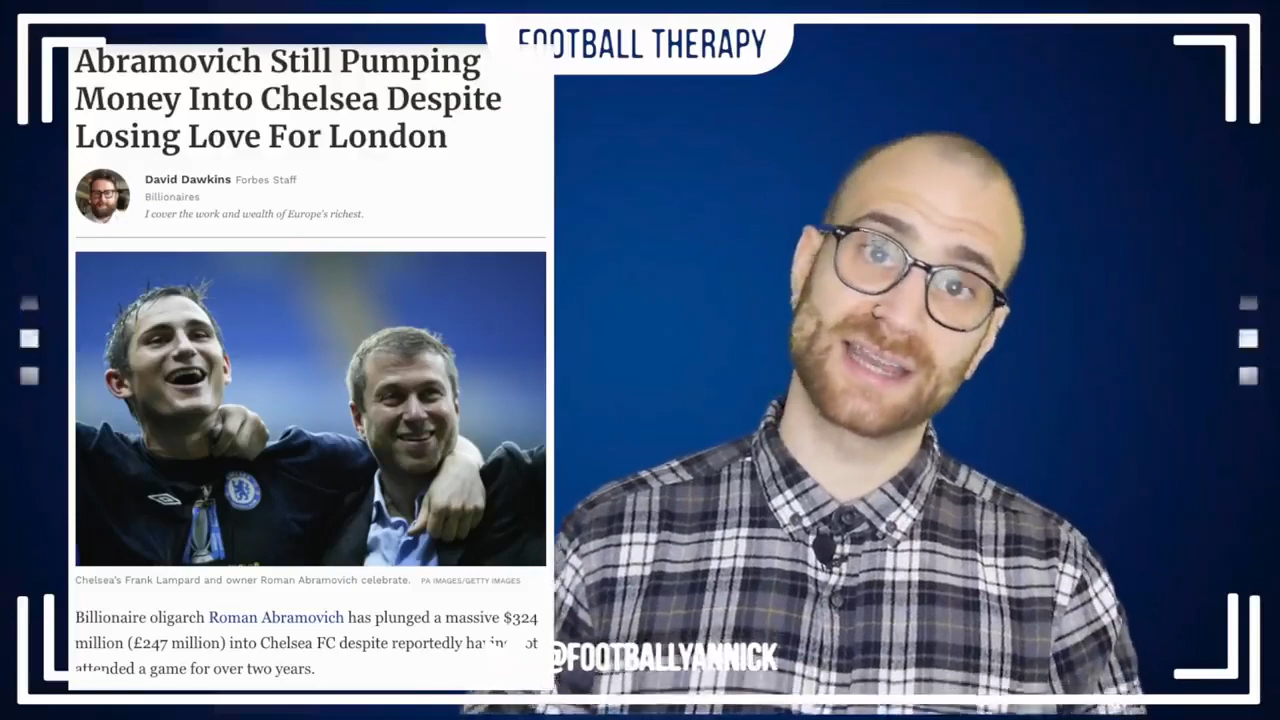 FOOTBALL THERAPY
Abramovich Still Pumping
Money Into Chelsea Despite
Losing Love For London
David Dawkins Forbes Staff
Billionaires
I cover the work and wealth of Europe's richest.
Chelsea's Frank Lampard and owner Roman Abramovich celebrate. PA IMAGES/GETTY IMAGES
Billionaire oligarch Roman Abramovich has plunged a massive $324
million (£247 million) into Chelsea FC despite reportedly
attended a game for over two years.
@FOOTBALLYANNICK